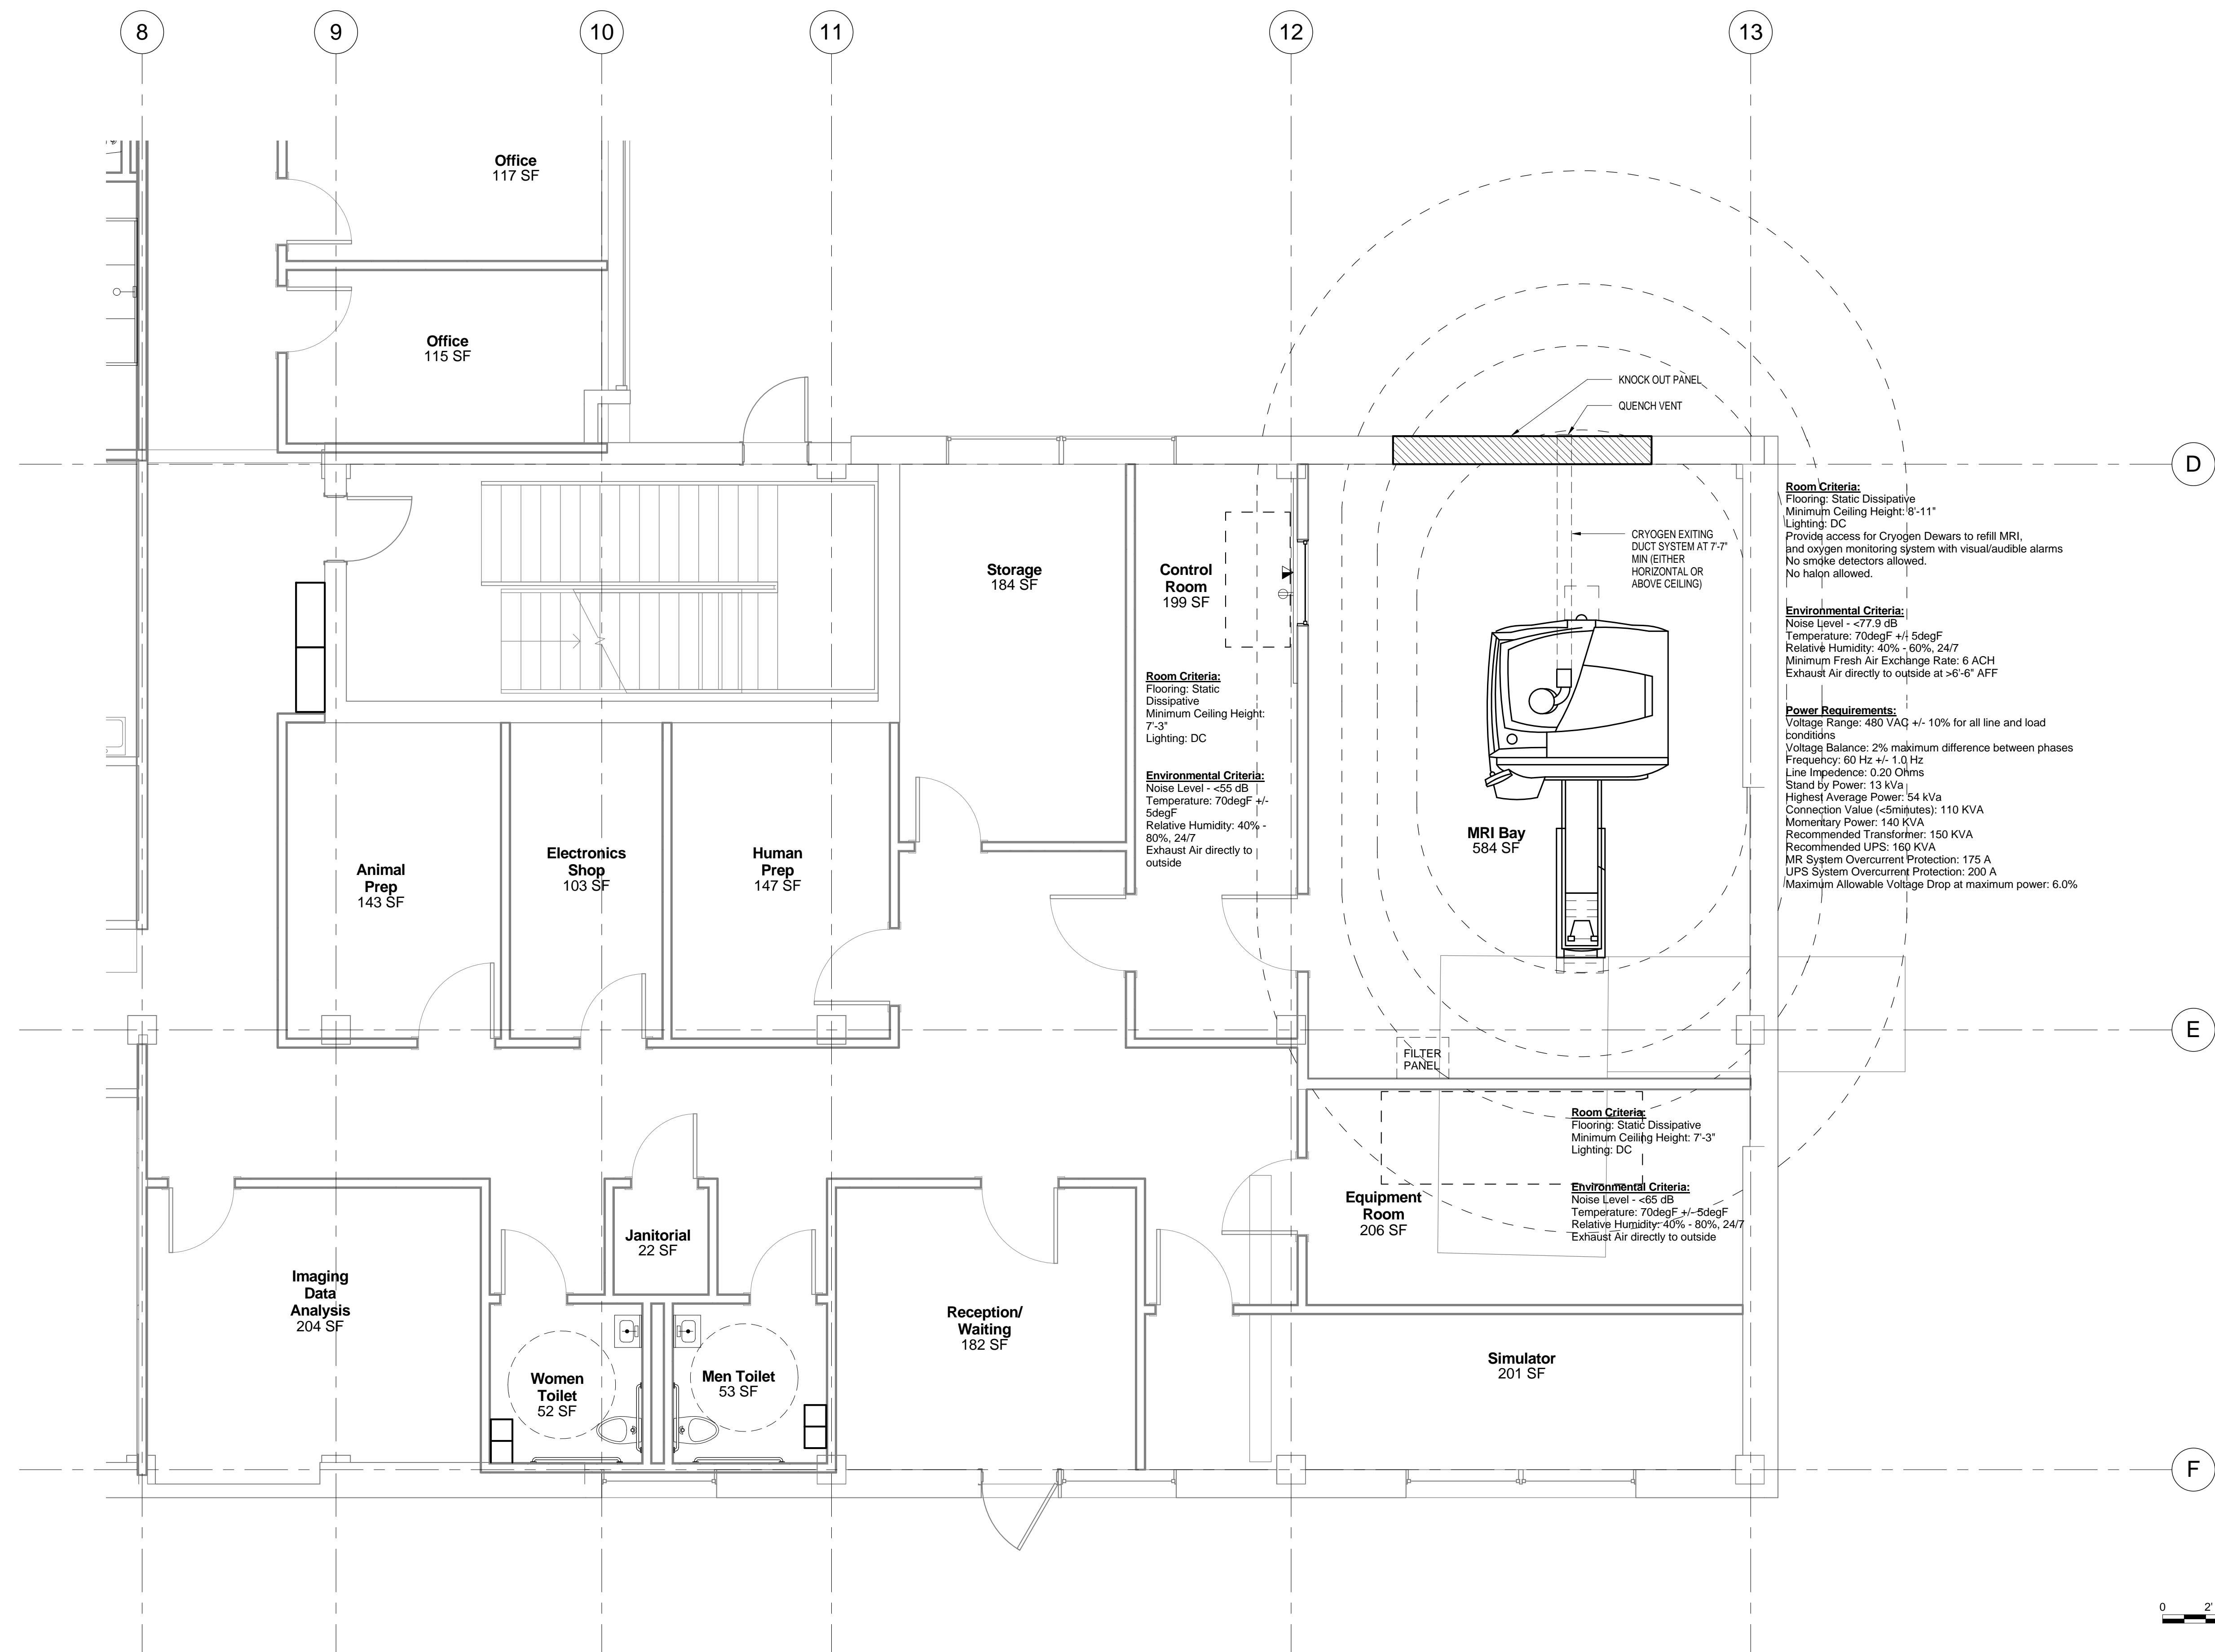 8
9
10
11
12
13
Office
117 SF
Office
115 SF
KNOCK OUT PANEL
QUENCH VENT
D
Room Criteria:
Flooring: Static Dissipative
Minimum Ceiling Height: 8'-11"
Lighting: DC
Provide access for Cryogen Dewars to refill MRI,
and oxygen monitoring system with visual/audible alarms
No smoke detectors allowed.
No halon allowed.
CRYOGEN EXITING
DUCT SYSTEM AT 7'-7"
MIN (EITHER
HORIZONTAL OR
ABOVE CEILING)
Storage
184 SF
Control
Room
199 SF
Environmental Criteria:
Noise Level - <77.9 dB
Temperature: 70degF +/- 5degF
Relative Humidity: 40% - 60%, 24/7
Minimum Fresh Air Exchange Rate: 6 ACH
Exhaust Air directly to outside at >6'-6" AFF
Room Criteria:
Flooring: Static
Dissipative
Minimum Ceiling Height:
7'-3"
Lighting: DC
Power Requirements:
Voltage Range: 480 VAC +/- 10% for all line and load
conditions
Voltage Balance: 2% maximum difference between phases
Frequency: 60 Hz +/- 1.0 Hz
Line Impedence: 0.20 Ohms
Stand by Power: 13 kVa
Highest Average Power: 54 kVa
Connection Value (<5minutes): 110 KVA
Momentary Power: 140 KVA
Recommended Transformer: 150 KVA
Recommended UPS: 160 KVA
MR System Overcurrent Protection: 175 A
UPS System Overcurrent Protection: 200 A
Maximum Allowable Voltage Drop at maximum power: 6.0%
Environmental Criteria:
Noise Level - <55 dB
Temperature: 70degF +/-
5degF
Relative Humidity: 40% -
80%, 24/7
Exhaust Air directly to
outside
MRI Bay
584 SF
Animal
Prep
143 SF
Electronics
Shop
103 SF
Human
Prep
147 SF
E
FILTER
PANEL
Room Criteria:
Flooring: Static Dissipative
Minimum Ceiling Height: 7'-3"
Lighting: DC
Environmental Criteria:
Noise Level - <65 dB
Temperature: 70degF +/- 5degF
Relative Humidity: 40% - 80%, 24/7
Exhaust Air directly to outside
Equipment
Room
206 SF
Janitorial
22 SF
Imaging
Data
Analysis
204 SF
Reception/
Waiting
182 SF
Women
Toilet
52 SF
Men Toilet
53 SF
Simulator
201 SF
F
0 2'